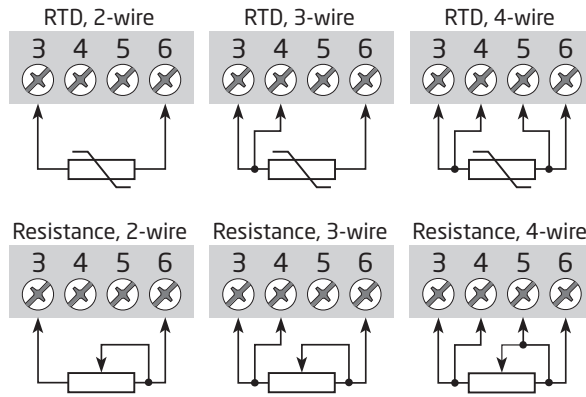 RTD, 2-wire
3 4 5 6
RTD, 3-wire
3 4 5 6
RTD, 4-wire
3 4 5 6
Resistance, 2-wire
3 4 5 6
Resistance, 3-wire
3 4 5 6
Resistance, 4-wire
3 4 5 6